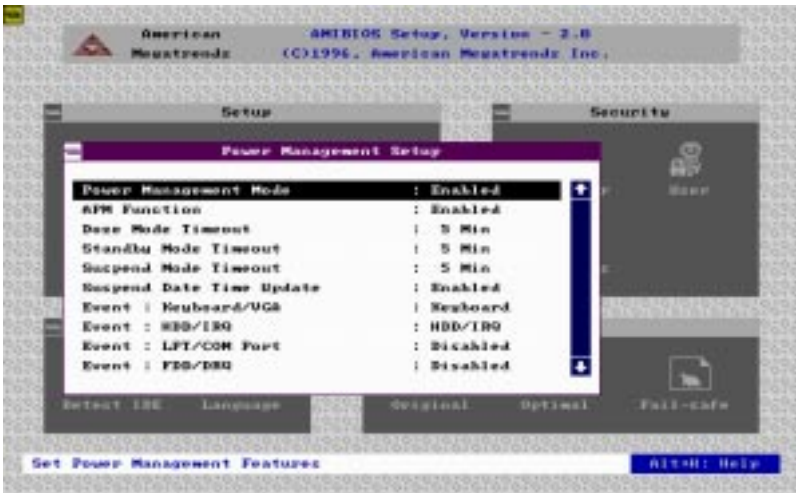 American Megatrends
AMIBIOS Setup, Version - 2.0
(C)1996, American Megatrends Inc.
Setup
Security
Power Management Setup
Power Management Mode : Enabled
APM Function : Enabled
Doze Mode Timeout : 5 Min
Standby Mode Timeout : 5 Min
Suspend Mode Timeout : 5 Min
Suspend Date Time Update : Enabled
Event : Keyboard/VGA : Keyboard
Event : HDD/IRQ : HDD/IRQ
Event : LPT/COM Port : Disabled
Event : FDD/DRQ : Disabled
User
Detect IDE
Language
Original
Optimal
Fail-safe
Set Power Management Features
Alt+H: Help